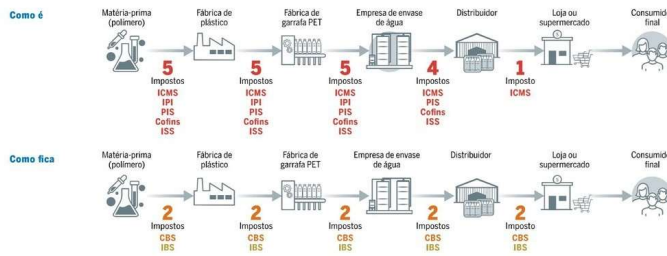 Como é
Matéria-prima
(polímero)
Fábrica de
plástico
Fábrica de
garrafa PET
Empresa de envase
de água
Distribuidor
Loja ou
supermercado
Consumid
final
5
Impostos
ICMS
IPI
PIS
Cofins
ISS
5
Impostos
ICMS
IPI
PIS
Cofins
ISS
5
Impostos
ICMS
IPI
PIS
Cofins
ISS
4
Impostos
ICMS
PIS
Cofins
ISS
1
Imposto
ICMS
Como fica
Matéria-prima
(polímero)
Fábrica de
plástico
Fábrica de
garrafa PET
Empresa de envase
de água
Distribuidor
Loja ou
supermercado
Consumid
final
2
Impostos
CBS
IBS
2
Impostos
CBS
IBS
2
Impostos
CBS
IBS
2
Impostos
CBS
IBS
2
Impostos
CBS
IBS